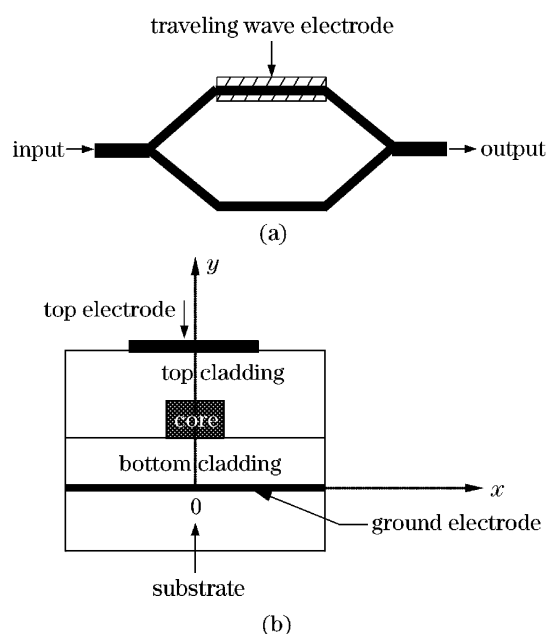 traveling wave electrode
input
output
(a)
y
top electrode
top cladding
core
bottom cladding
x
0
ground electrode
substrate
(b)